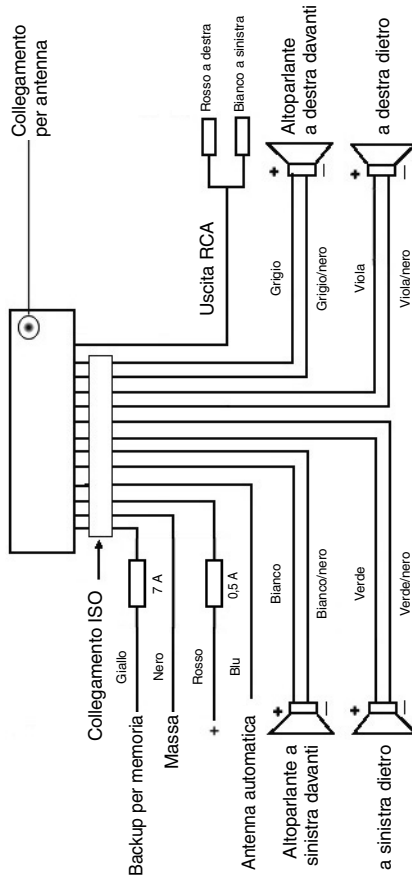 Collegamento
per antenna
Collegamento ISO
Giallo
Backup per memoria
7 A
Nero
Massa
Rosso
+
0,5 A
Blu
Antenna automatica
Uscita RCA
Rosso a destra
Bianco a sinistra
Altoparlante a
sinistra davanti
+
–
Bianco
Bianco/nero
Grigio
Grigio/nero
+
–
Altoparlante
a destra davanti
a sinistra dietro
+
–
Verde
Verde/nero
Viola
Viola/nero
+
–
a destra dietro